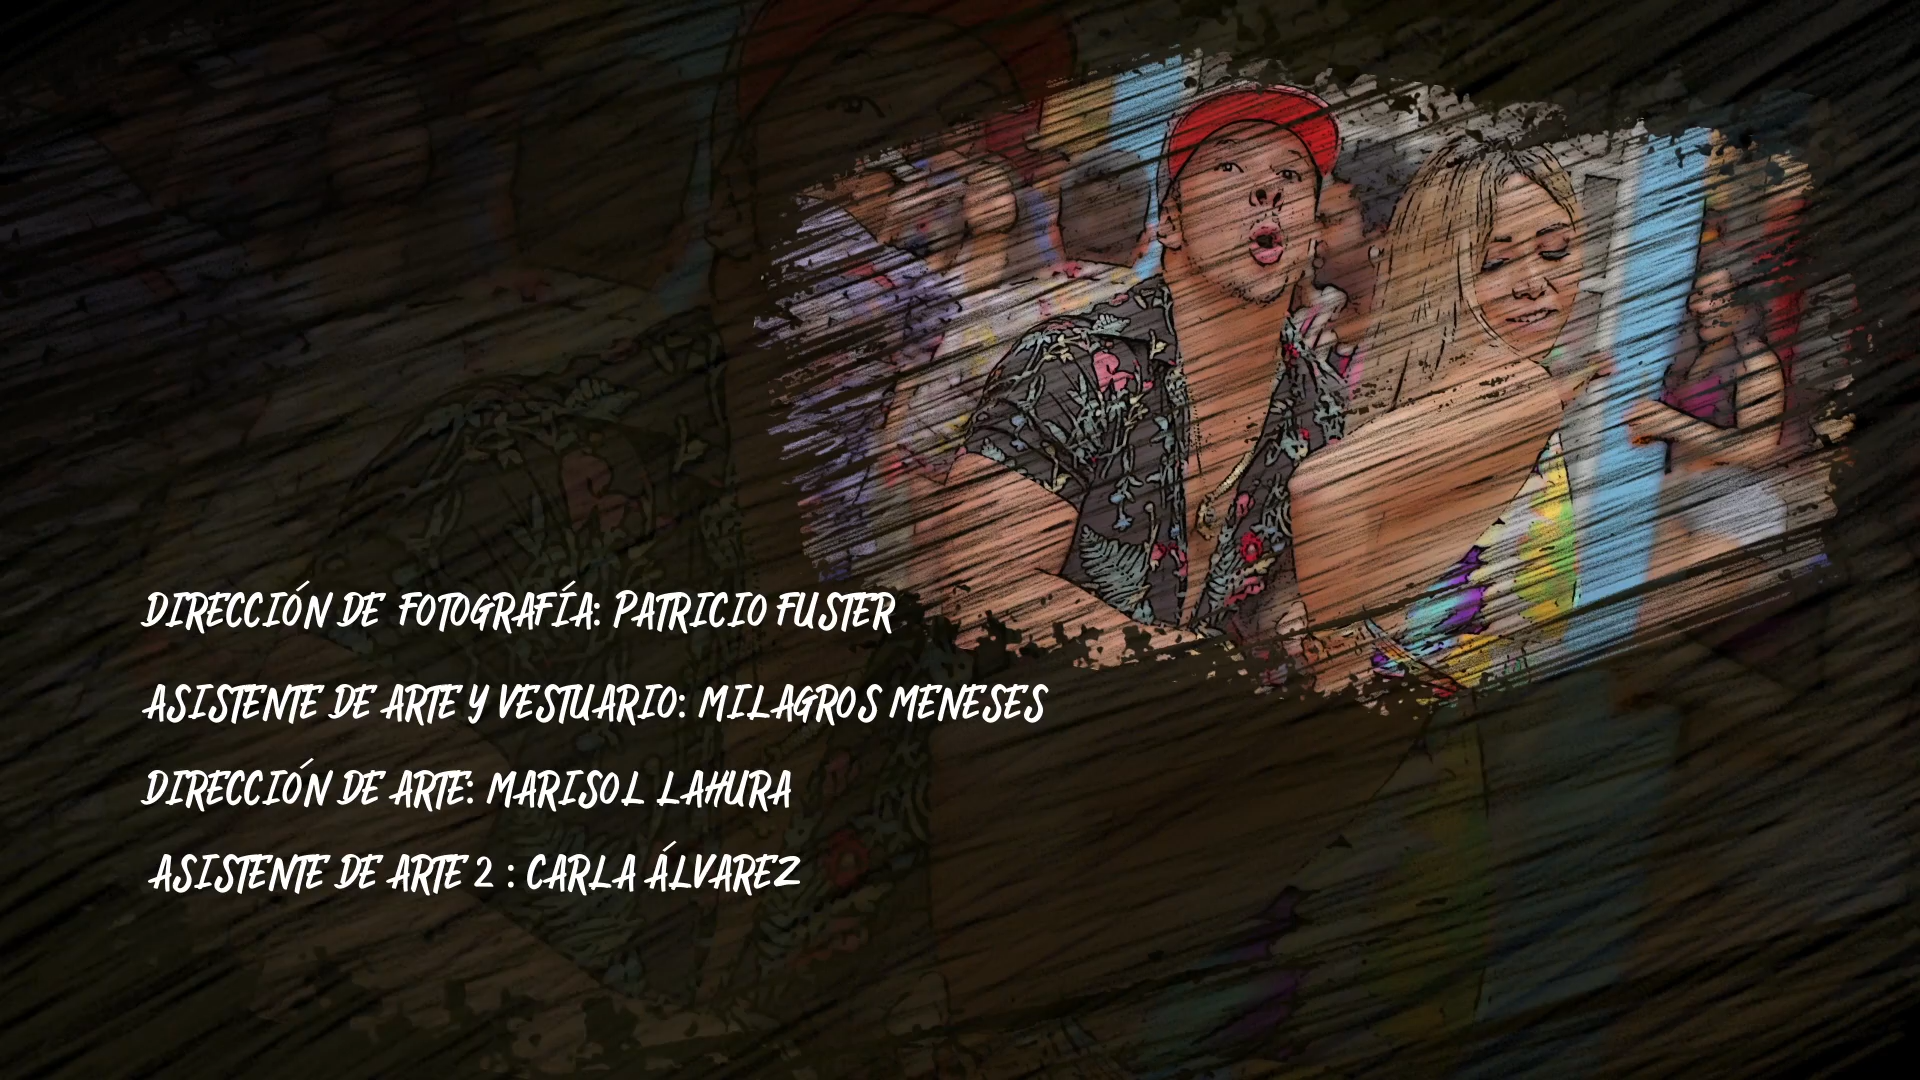 DIRECCIÓN DE FOTOGRAFÍA: PATRICIO FUSTER
ASISTENTE DE ARTE Y VESTUARIO: MILAGROS MENESES
DIRECCIÓN DE ARTE: MARISOL LAHURA
ASISTENTE DE ARTE 2 : CARLA ÁLVAREZ